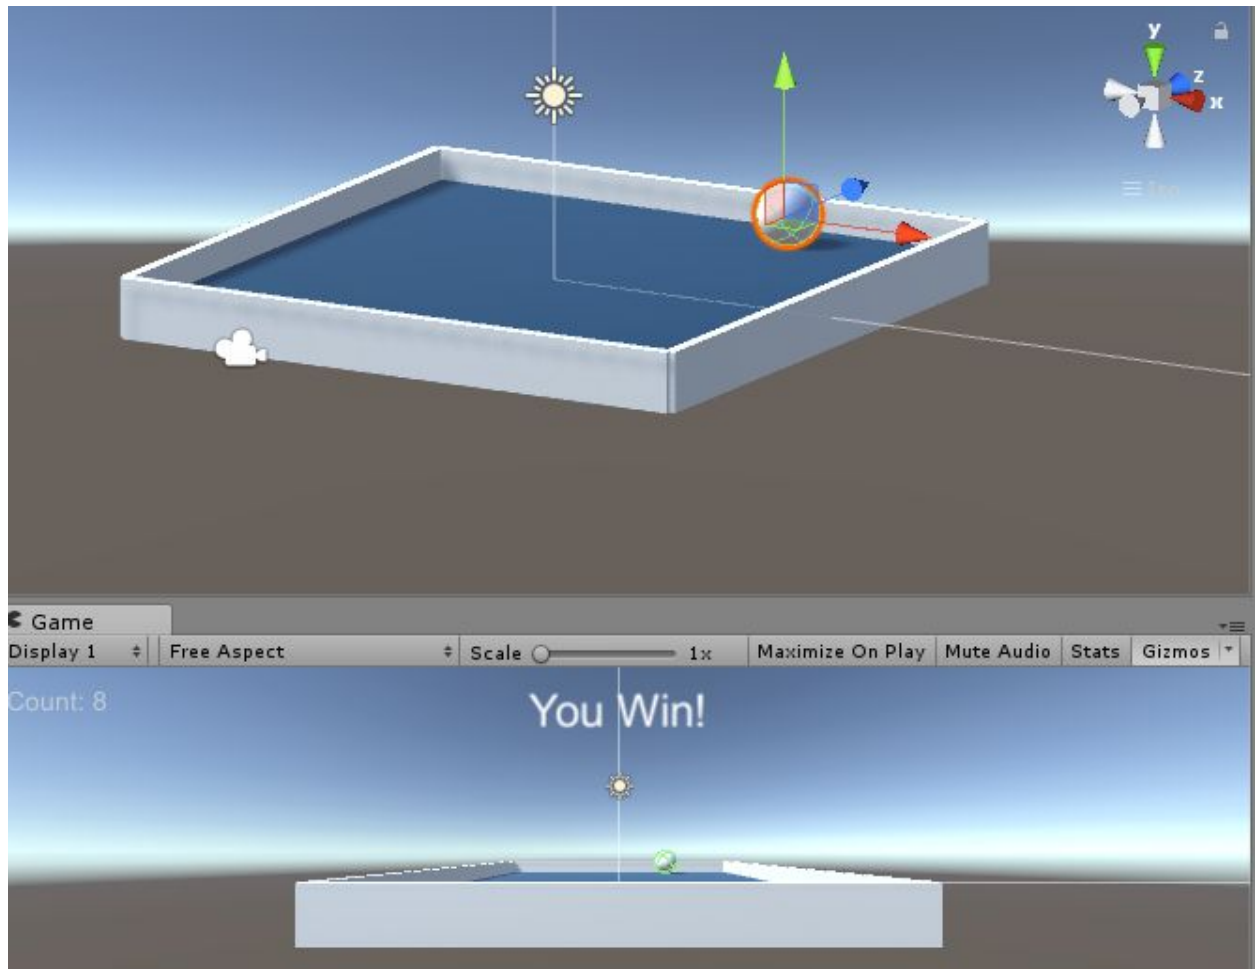 y
z
x
Game
Display 1 Free Aspect Scale 1x Maximize On Play Mute Audio Stats Gizmos
Count: 8
You Win!